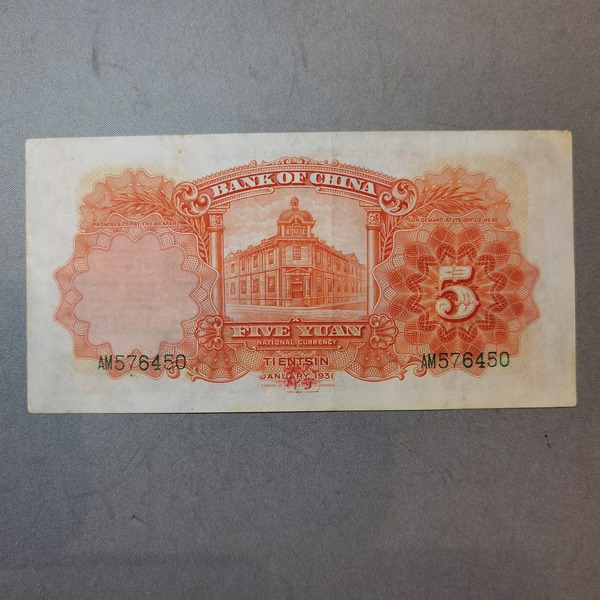 BANK OF CHINA
PROMISES TO PAY THE BEARER
ON DEMAND AT ITS OFFICE HERE
5
FIVE YUAN
NATIONAL CURRENCY
AM576450
AM576450
TIENTSIN
JANUARY 1931